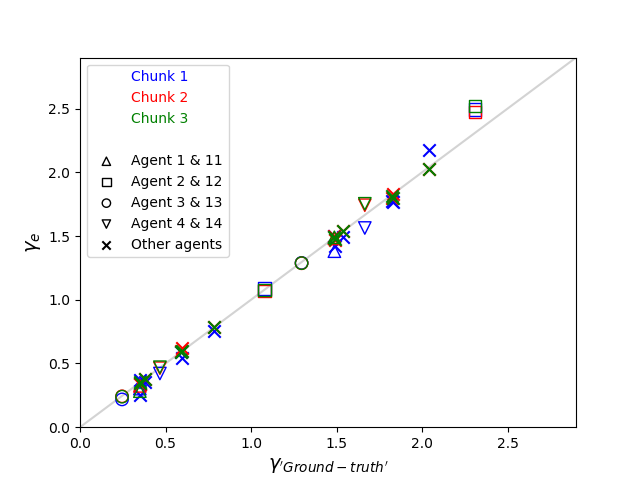 Chunk 1
Chunk 2
Chunk 3
Agent 1 & 11
Agent 2 & 12
Agent 3 & 13
Agent 4 & 14
Other agents
γe
2.5
2.0
1.5
1.0
0.5
0.0
0.0 0.5 1.0 1.5 2.0 2.5
γ'Ground−truth'